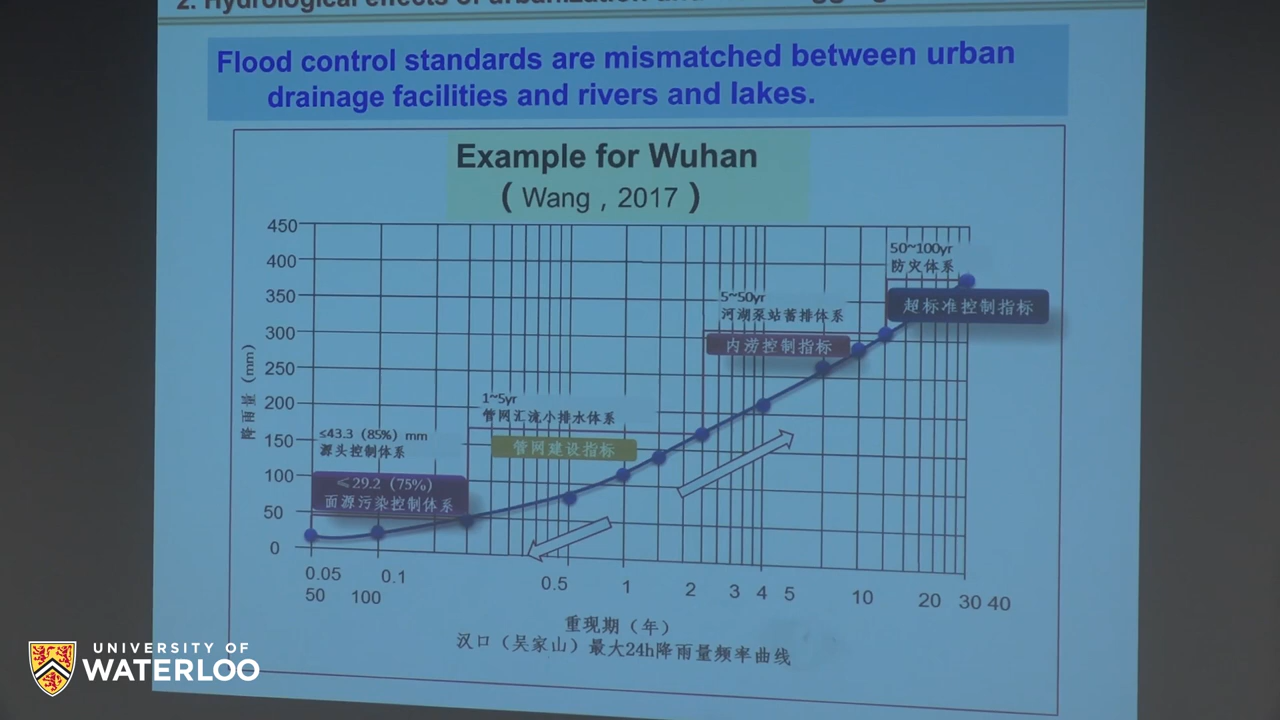 2. Hydrological effects of urbanization
Flood control standards are mismatched between urban
drainage facilities and rivers and lakes.
Example for Wuhan
( Wang , 2017 )
450
400
350
300
250
200
150
100
50
0
降雨量 (mm)
50~100yr
防灾体系
超标准控制指标
5~50yr
河湖泵站蓄排体系
内涝控制指标
1~5yr
管网汇流小排水体系
管网建设指标
≤43.3 (85%) mm
源头控制体系
≤29.2 (75%)
面源污染控制体系
0.05 0.1 0.5 1 2 3 4 5 10 20 30 40
50 100
重现期（年）
汉口（吴家山）最大24h降雨量频率曲线
UNIVERSITY OF
WATERLOO